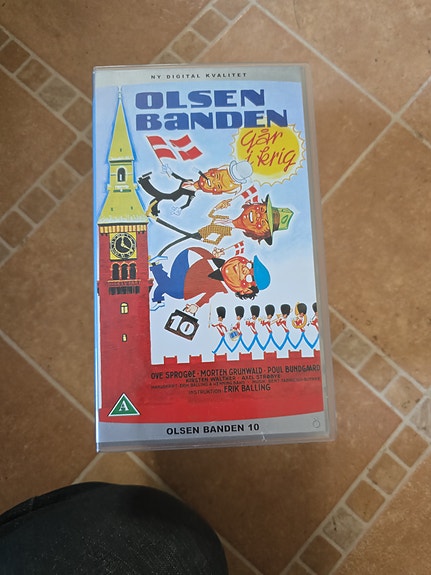 NY DIGITAL KVALITET
OLSEN
BANDEN
går
i krig
10
OVE SPROGØE - MORTEN GRUNWALD - POUL BUNDGAARD
KIRSTEN WALTHER - AXEL STRØBYE
INSTRUKTION: ERIK BALLING
A
OLSEN BANDEN 10